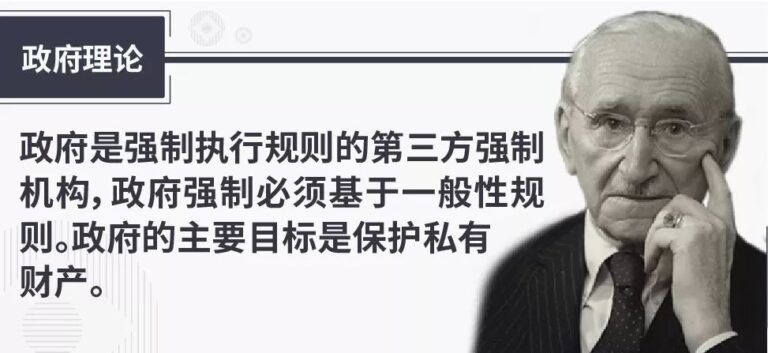 政府理论
政府是强制执行规则的第三方强制
机构，政府强制必须基于一般性规
则。政府的主要目标是保护私有
财产。